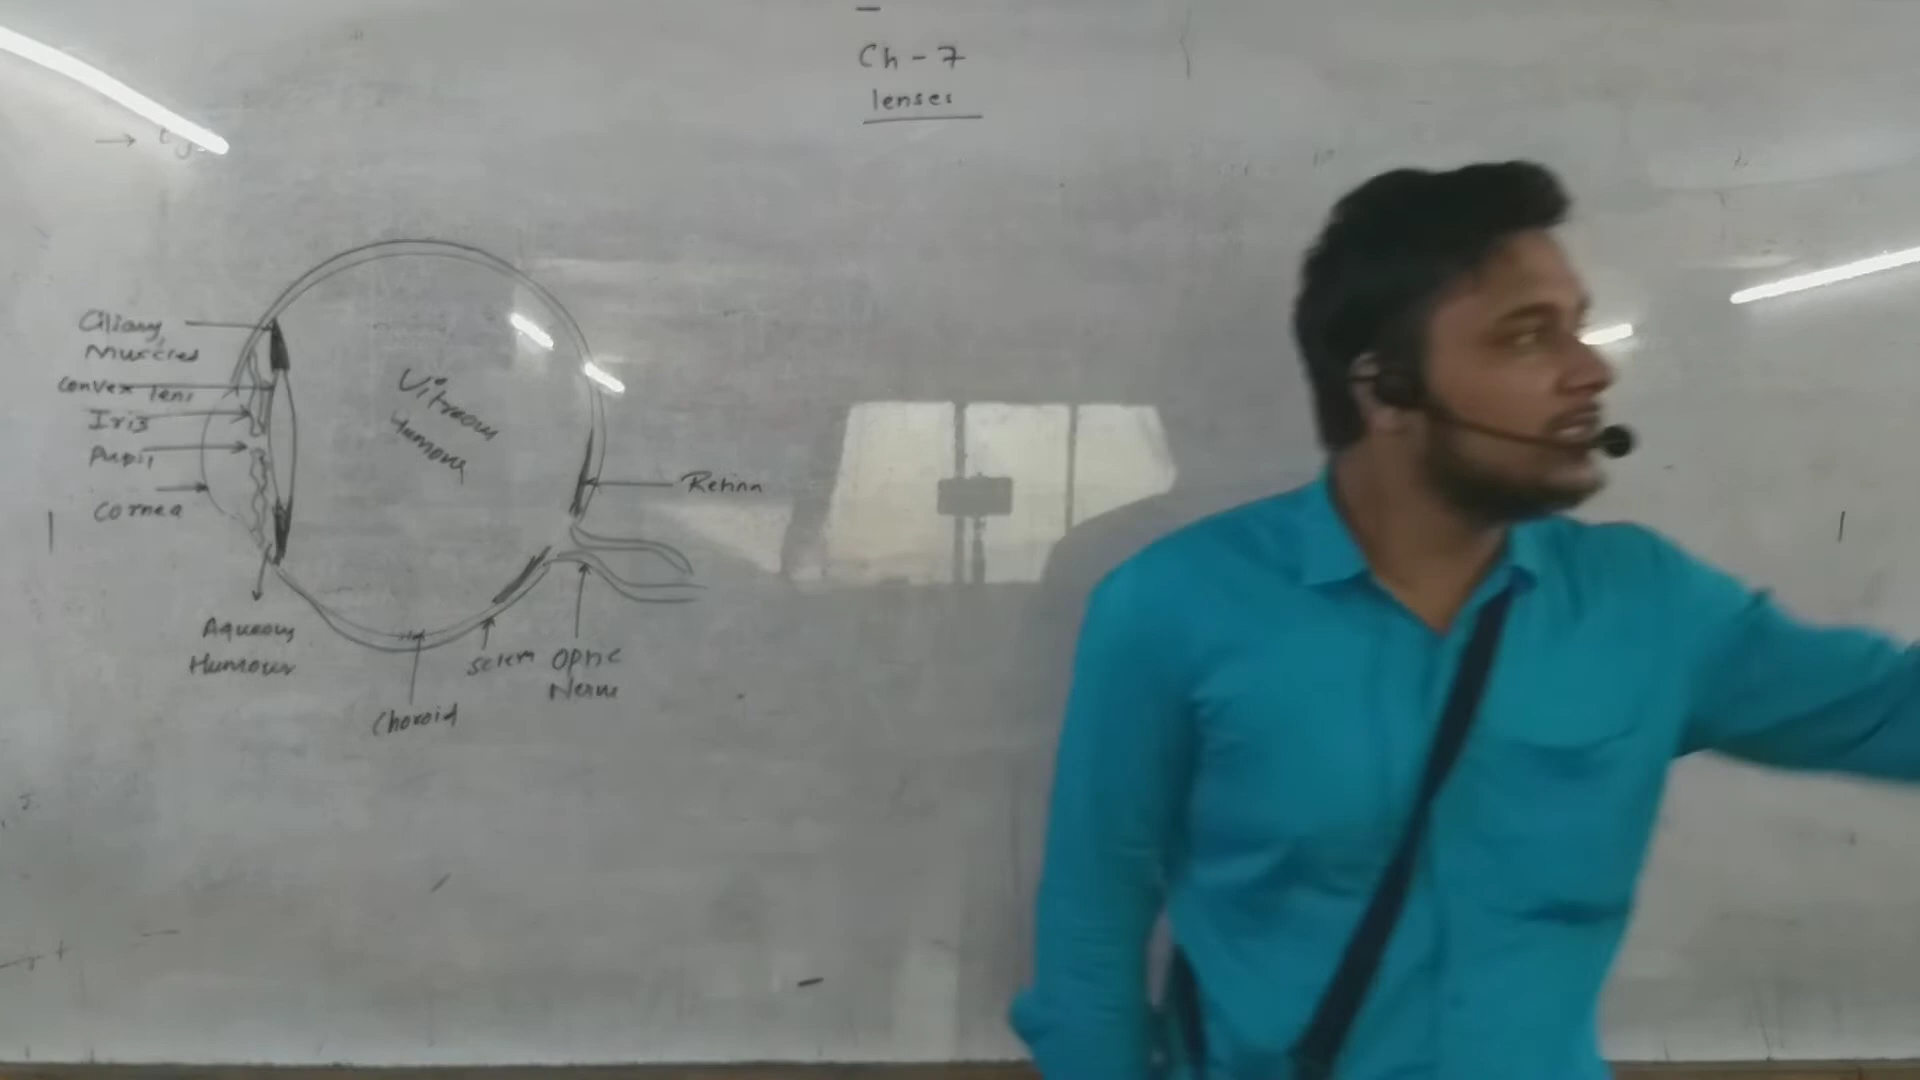 Ch - 7
lenses
Ciliary
Muscles
Convex lens
Iris
Pupil
Cornea
Vitreous
Humour
Retina
Aqueous
Humour
Sclera
Optic
Nerve
Choroid